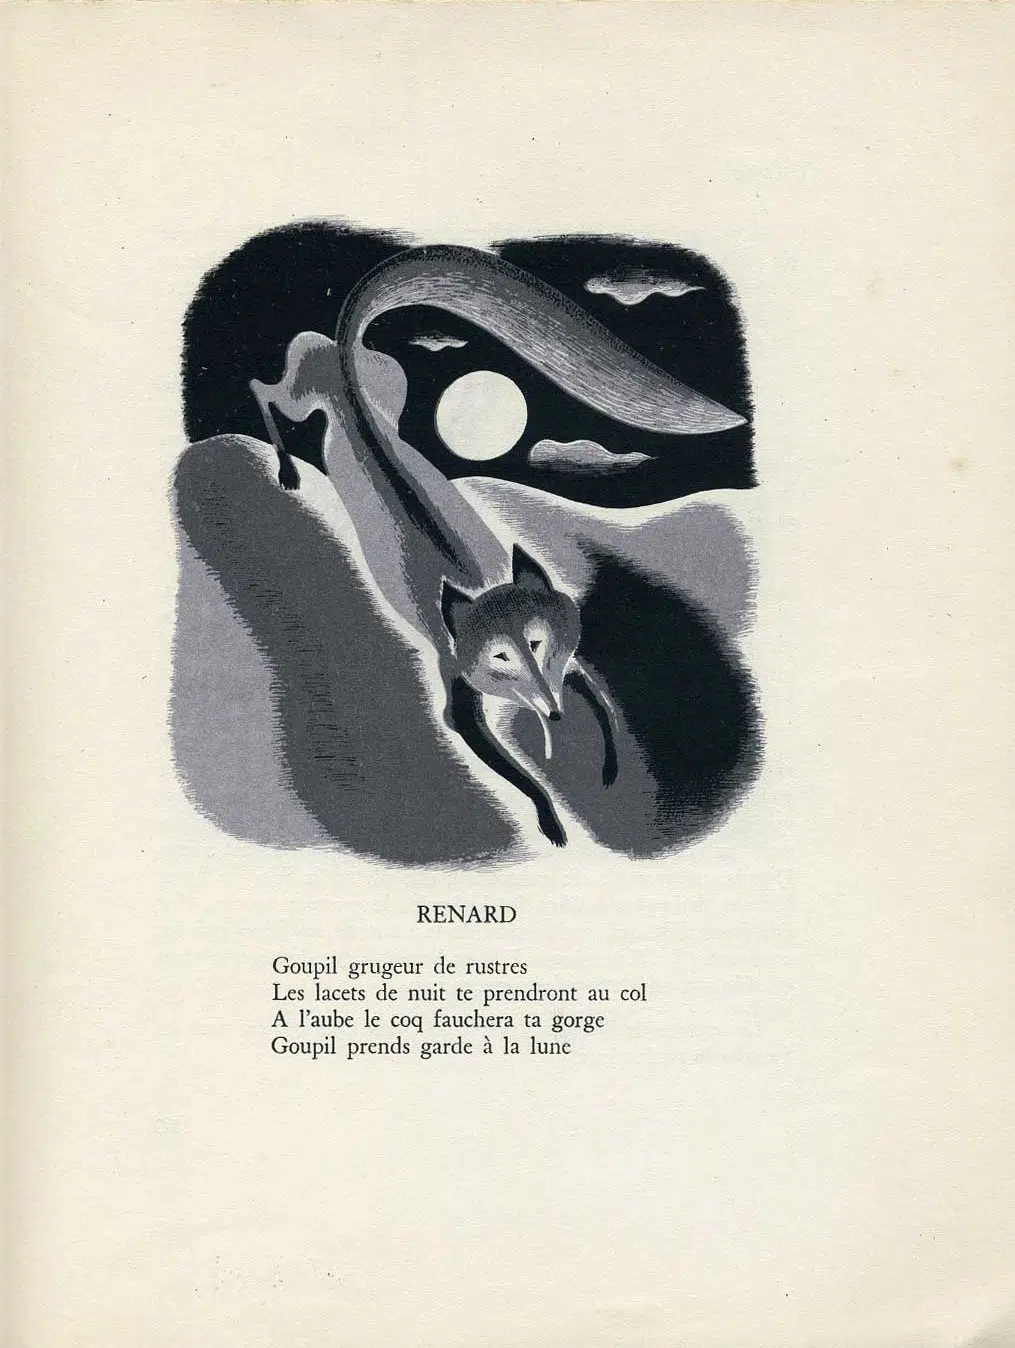 RENARD
Goupil grugeur de rustres
Les lacets de nuit te prendront au col
A l'aube le coq fauchera ta gorge
Goupil prends garde à la lune